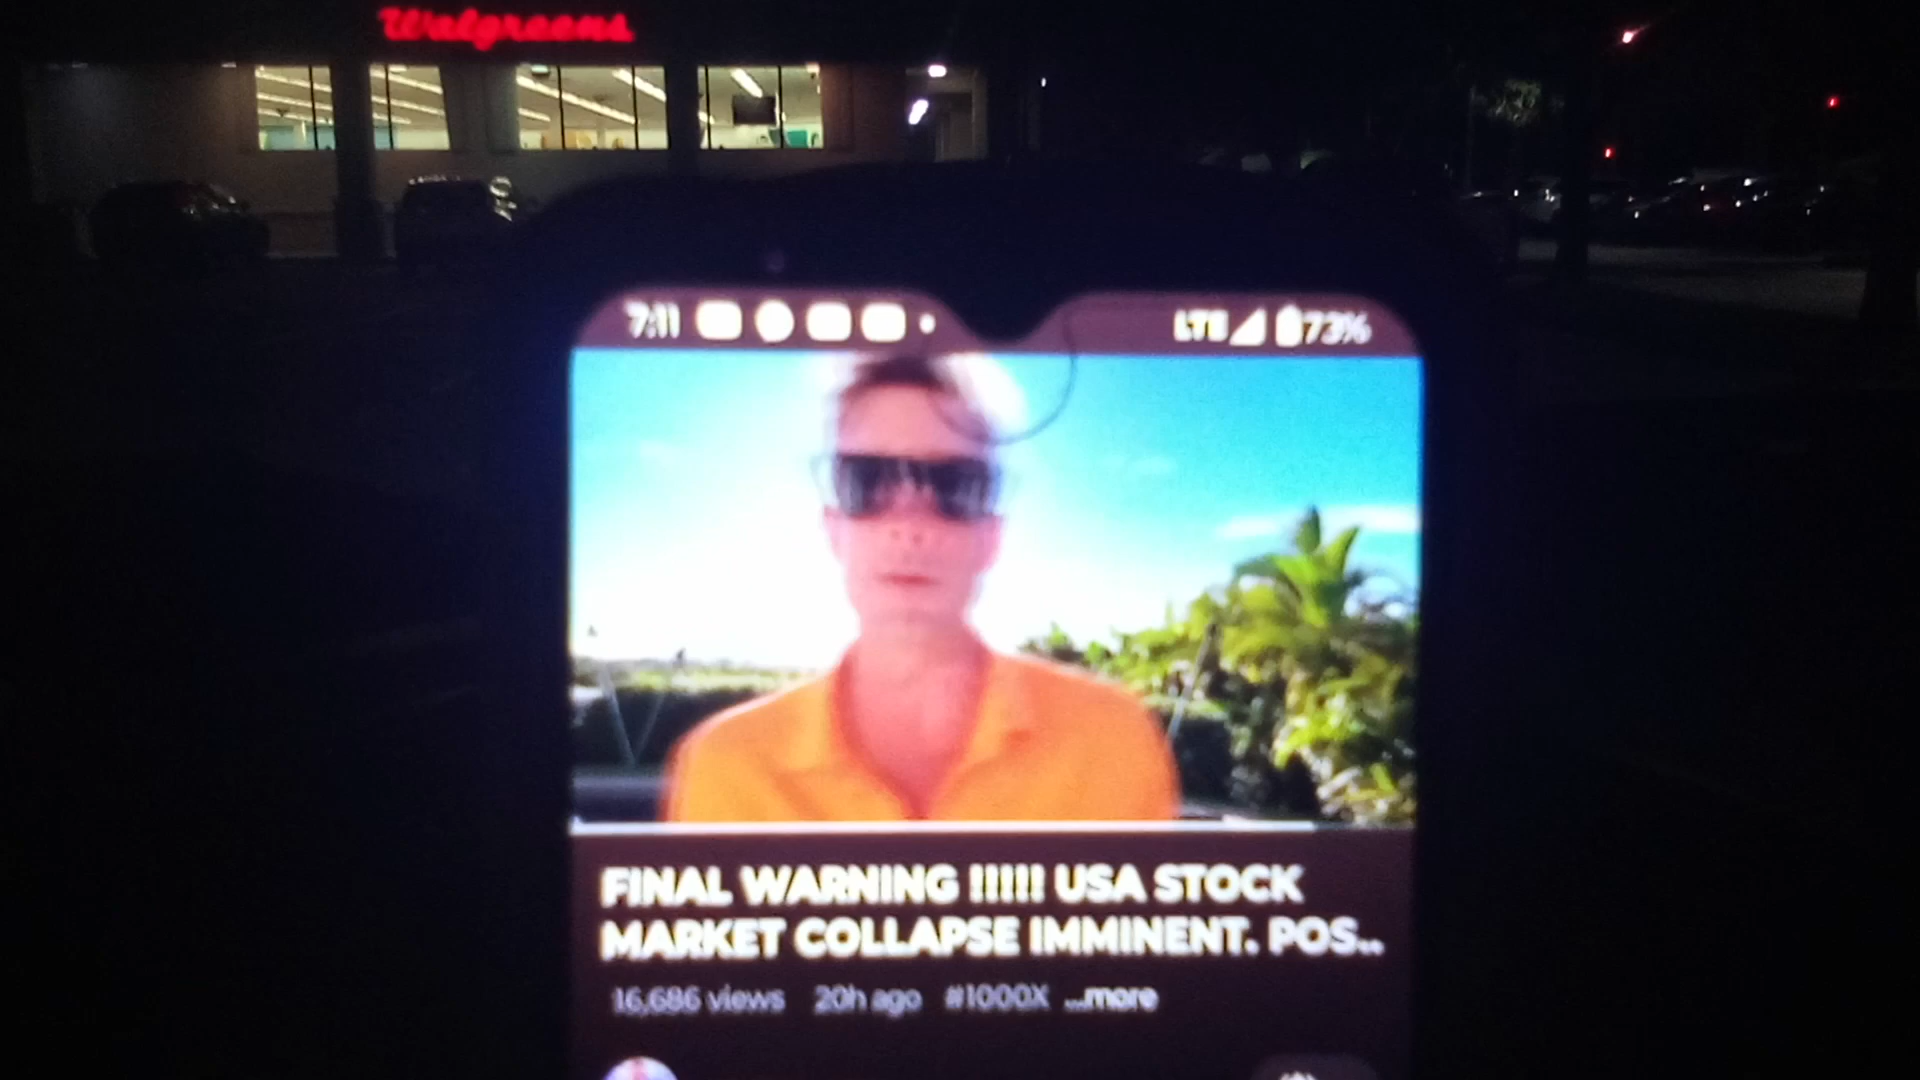 Walgreens
7:11 LTE 73%
FINAL WARNING !!!!! USA STOCK
MARKET COLLAPSE IMMINENT. POS..
16,686 views 20h ago #1000X ...more